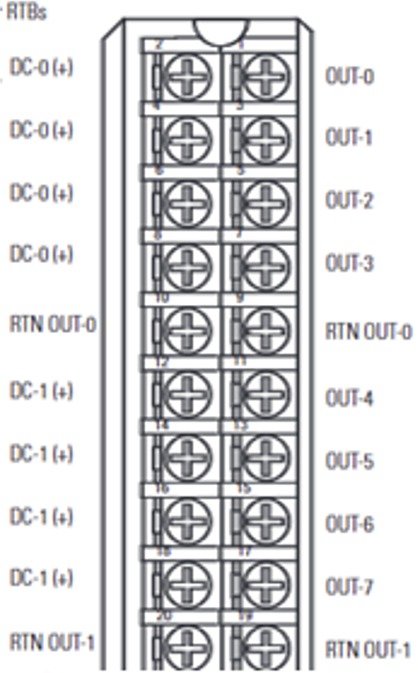 RTBs
2 1
DC-0 (+) OUT-0
4 3
DC-0 (+) OUT-1
6 5
DC-0 (+) OUT-2
8 7
DC-0 (+) OUT-3
10 9
RTN OUT-0 RTN OUT-0
12 11
DC-1 (+) OUT-4
14 13
DC-1 (+) OUT-5
16 15
DC-1 (+) OUT-6
18 17
DC-1 (+) OUT-7
20 19
RTN OUT-1 RTN OUT-1